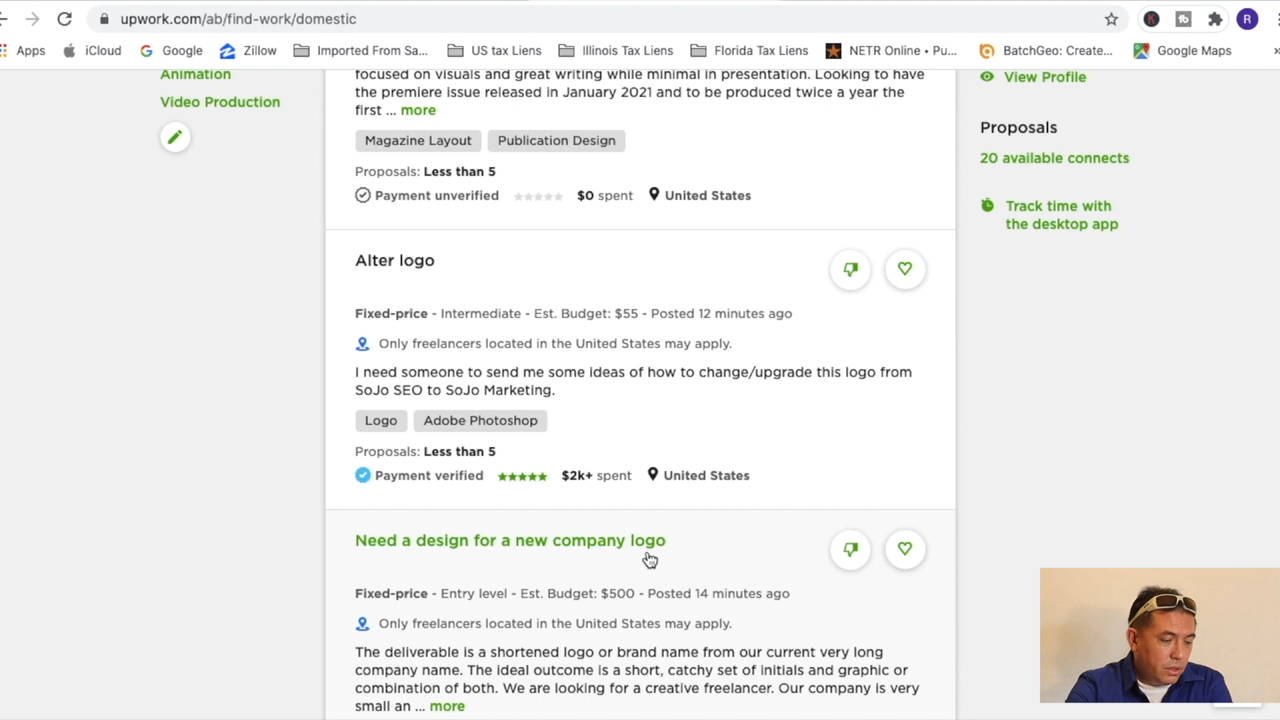 upwork.com/ab/find-work/domestic
R
Apps iCloud Google Zillow Imported From Sa... US tax Liens Illinois Tax Liens Florida Tax Liens NETR Online • Pu... BatchGeo: Create... Google Maps »
Animation
Video Production
focused on visuals and great writing while minimal in presentation. Looking to have
the premiere issue released in January 2021 and to be produced twice a year the
first ... more
Magazine Layout Publication Design
Proposals: Less than 5
Payment unverified $0 spent United States
View Profile
Proposals
20 available connects
Track time with
the desktop app
Alter logo
Fixed-price - Intermediate - Est. Budget: $55 - Posted 12 minutes ago
Only freelancers located in the United States may apply.
I need someone to send me some ideas of how to change/upgrade this logo from
SoJo SEO to SoJo Marketing.
Logo Adobe Photoshop
Proposals: Less than 5
Payment verified $2k+ spent United States
Need a design for a new company logo
Fixed-price - Entry level - Est. Budget: $500 - Posted 14 minutes ago
Only freelancers located in the United States may apply.
The deliverable is a shortened logo or brand name from our current very long
company name. The ideal outcome is a short, catchy set of initials and graphic or
combination of both. We are looking for a creative freelancer. Our company is very
small an ... more